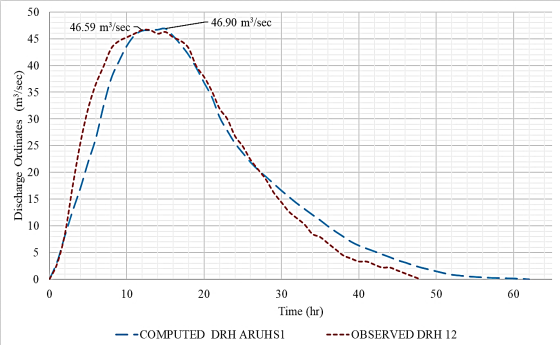 50
45
40
35
30
25
20
15
10
5
0
Discharge Ordinates (m³/sec)
46.59 m³/sec
46.90 m³/sec
0 10 20 30 40 50 60
Time (hr)
COMPUTED DRH ARUHS1 OBSERVED DRH 12